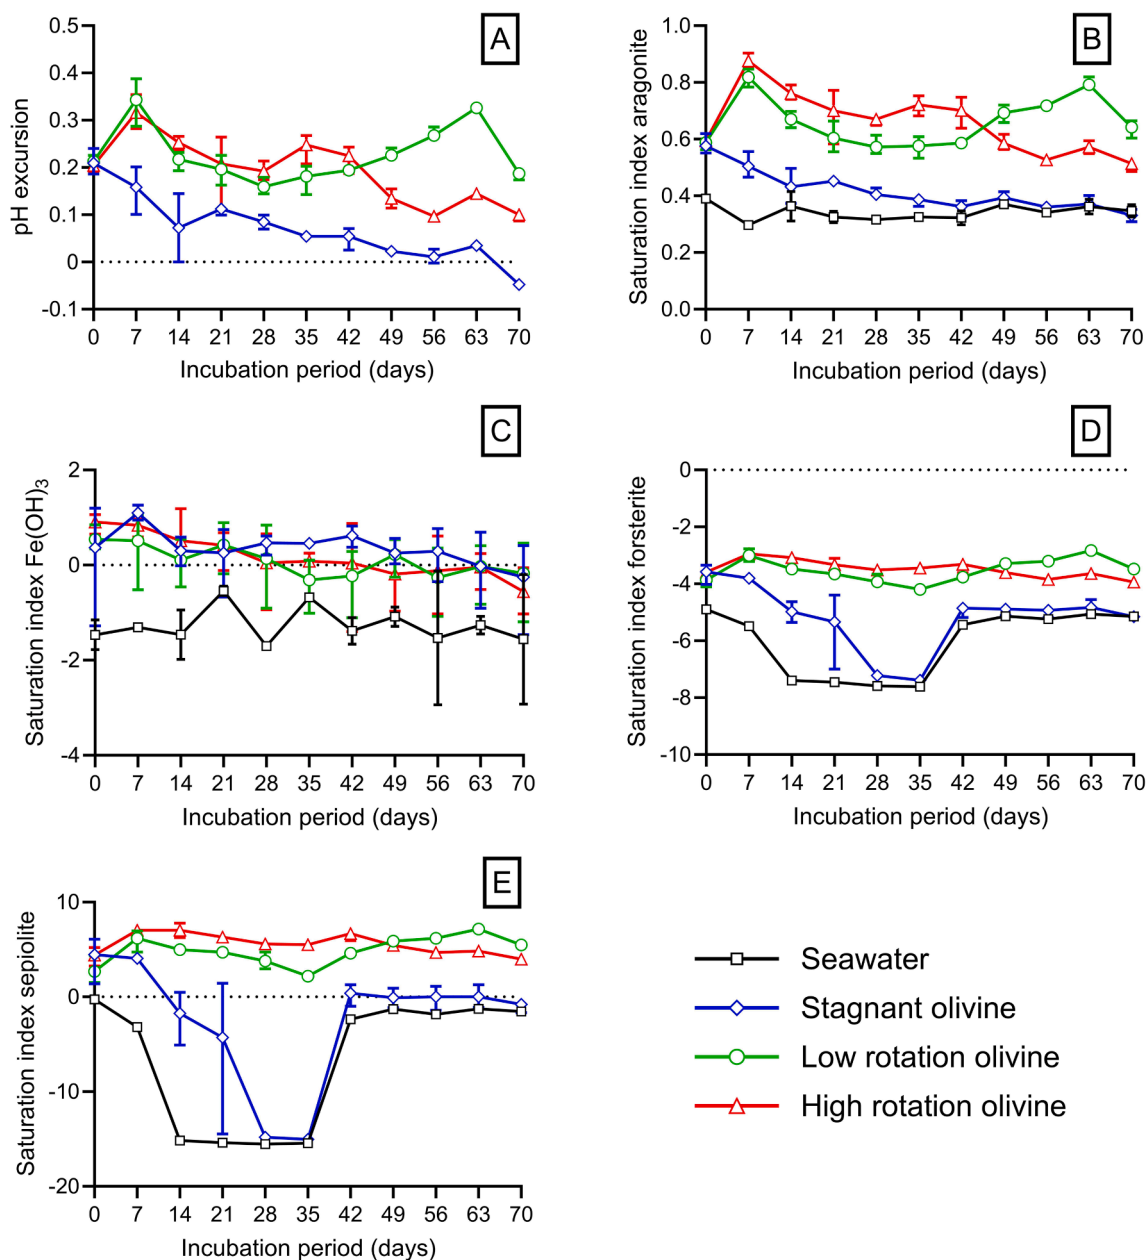 A
pH excursion
0.5
0.4
0.3
0.2
0.1
0
-0.1
0 7 14 21 28 35 42 49 56 63 70
Incubation period (days)
B
Saturation index aragonite
1.0
0.8
0.6
0.4
0.2
0.0
0 7 14 21 28 35 42 49 56 63 70
Incubation period (days)
C
Saturation index Fe(OH)3
2
0
-2
-4
0 7 14 21 28 35 42 49 56 63 70
Incubation period (days)
D
Saturation index forsterite
0
-2
-4
-6
-8
-10
0 7 14 21 28 35 42 49 56 63 70
Incubation period (days)
E
Saturation index sepiolite
10
0
-10
-20
0 7 14 21 28 35 42 49 56 63 70
Incubation period (days)
Seawater
Stagnant olivine
Low rotation olivine
High rotation olivine